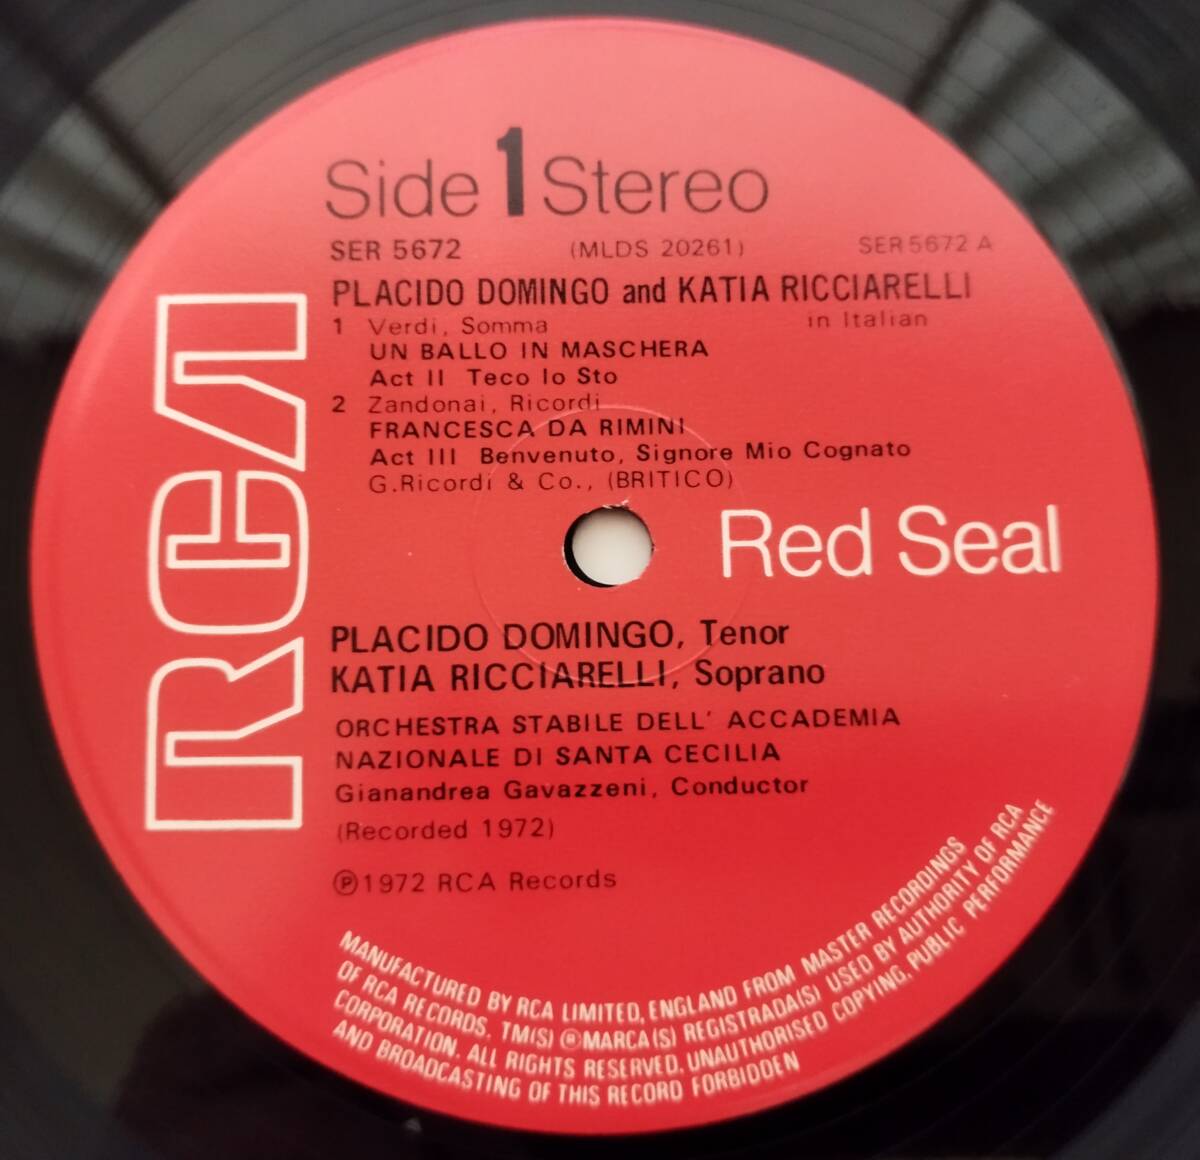 Side 1 Stereo
SER 5672 (MLDS 20261) SER 5672 A
PLACIDO DOMINGO and KATIA RICCIARELLI
in Italian
1 Verdi, Somma
UN BALLO IN MASCHERA
Act II Teco Io Sto
2 Zandonai, Ricordi
FRANCESCA DA RIMINI
Act III Benvenuto, Signore Mio Cognato
G.Ricordi & Co., (BRITICO)
RCA
Red Seal
PLACIDO DOMINGO, Tenor
KATIA RICCIARELLI, Soprano
ORCHESTRA STABILE DELL' ACCADEMIA
NAZIONALE DI SANTA CECILIA
Gianandrea Gavazzeni, Conductor
(Recorded 1972)
℗1972 RCA Records
MANUFACTURED BY RCA LIMITED, ENGLAND FROM MASTER RECORDINGS
OF RCA RECORDS. TM(S) ® MARCA(S) REGISTRADA(S) USED BY AUTHORITY OF RCA
CORPORATION. ALL RIGHTS RESERVED. UNAUTHORISED COPYING, PUBLIC PERFORMANCE
AND BROADCASTING OF THIS RECORD FORBIDDEN